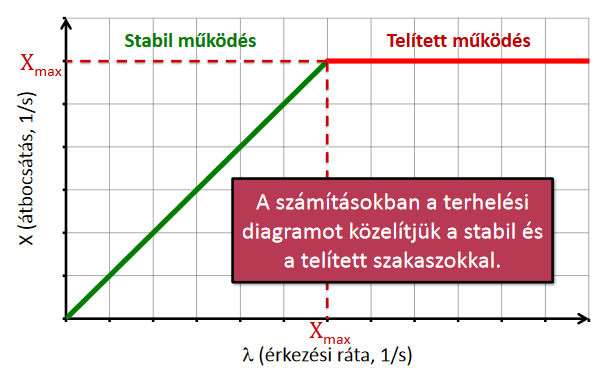 Stabil működés
Telített működés
Xmax
X (átbocsátás, 1/s)
A számításokban a terhelési
diagramot közelítjük a stabil és
a telített szakaszokkal.
Xmax
λ (érkezési ráta, 1/s)